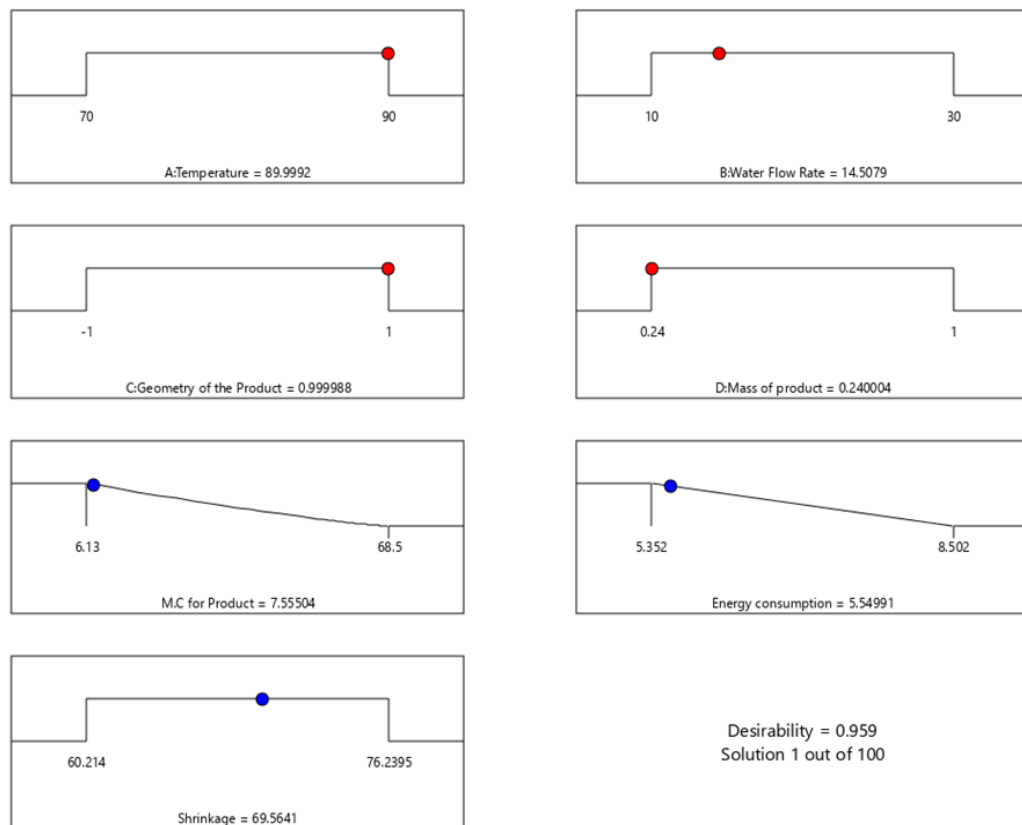 70 90
A:Temperature = 89.9992
10 30
B:Water Flow Rate = 14.5079
-1 1
C:Geometry of the Product = 0.999988
0.24 1
D:Mass of product = 0.240004
6.13 68.5
M.C for Product = 7.55504
5.352 8.502
Energy consumption = 5.54991
60.214 76.2395
Shrinkage = 69.5641
Desirability = 0.959
Solution 1 out of 100